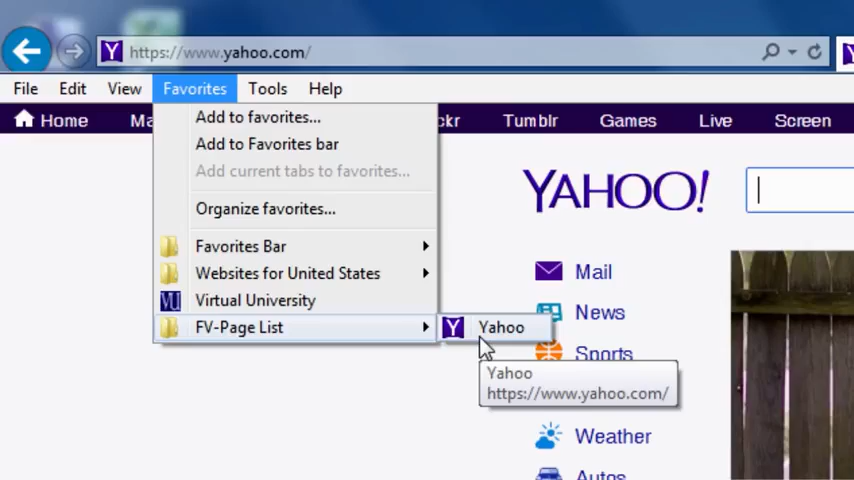 Y https://www.yahoo.com/
File Edit View Favorites Tools Help
Home Ma ckr Tumblr Games Live Screen
Add to favorites...
Add to Favorites bar
Add current tabs to favorites...
Organize favorites...
Favorites Bar
Websites for United States
VU Virtual University
FV-Page List
Y Yahoo
Yahoo
https://www.yahoo.com/
YAHOO!
Mail
News
Sports
Weather
Autos